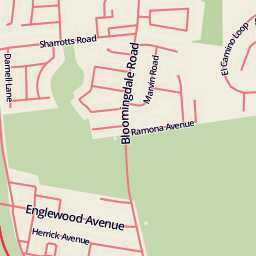 Sharrotts Road
Darnell Lane
Bloomingdale Road
Marvin Road
El Camino Loop
Ramona Avenue
Englewood Avenue
Herrick Avenue